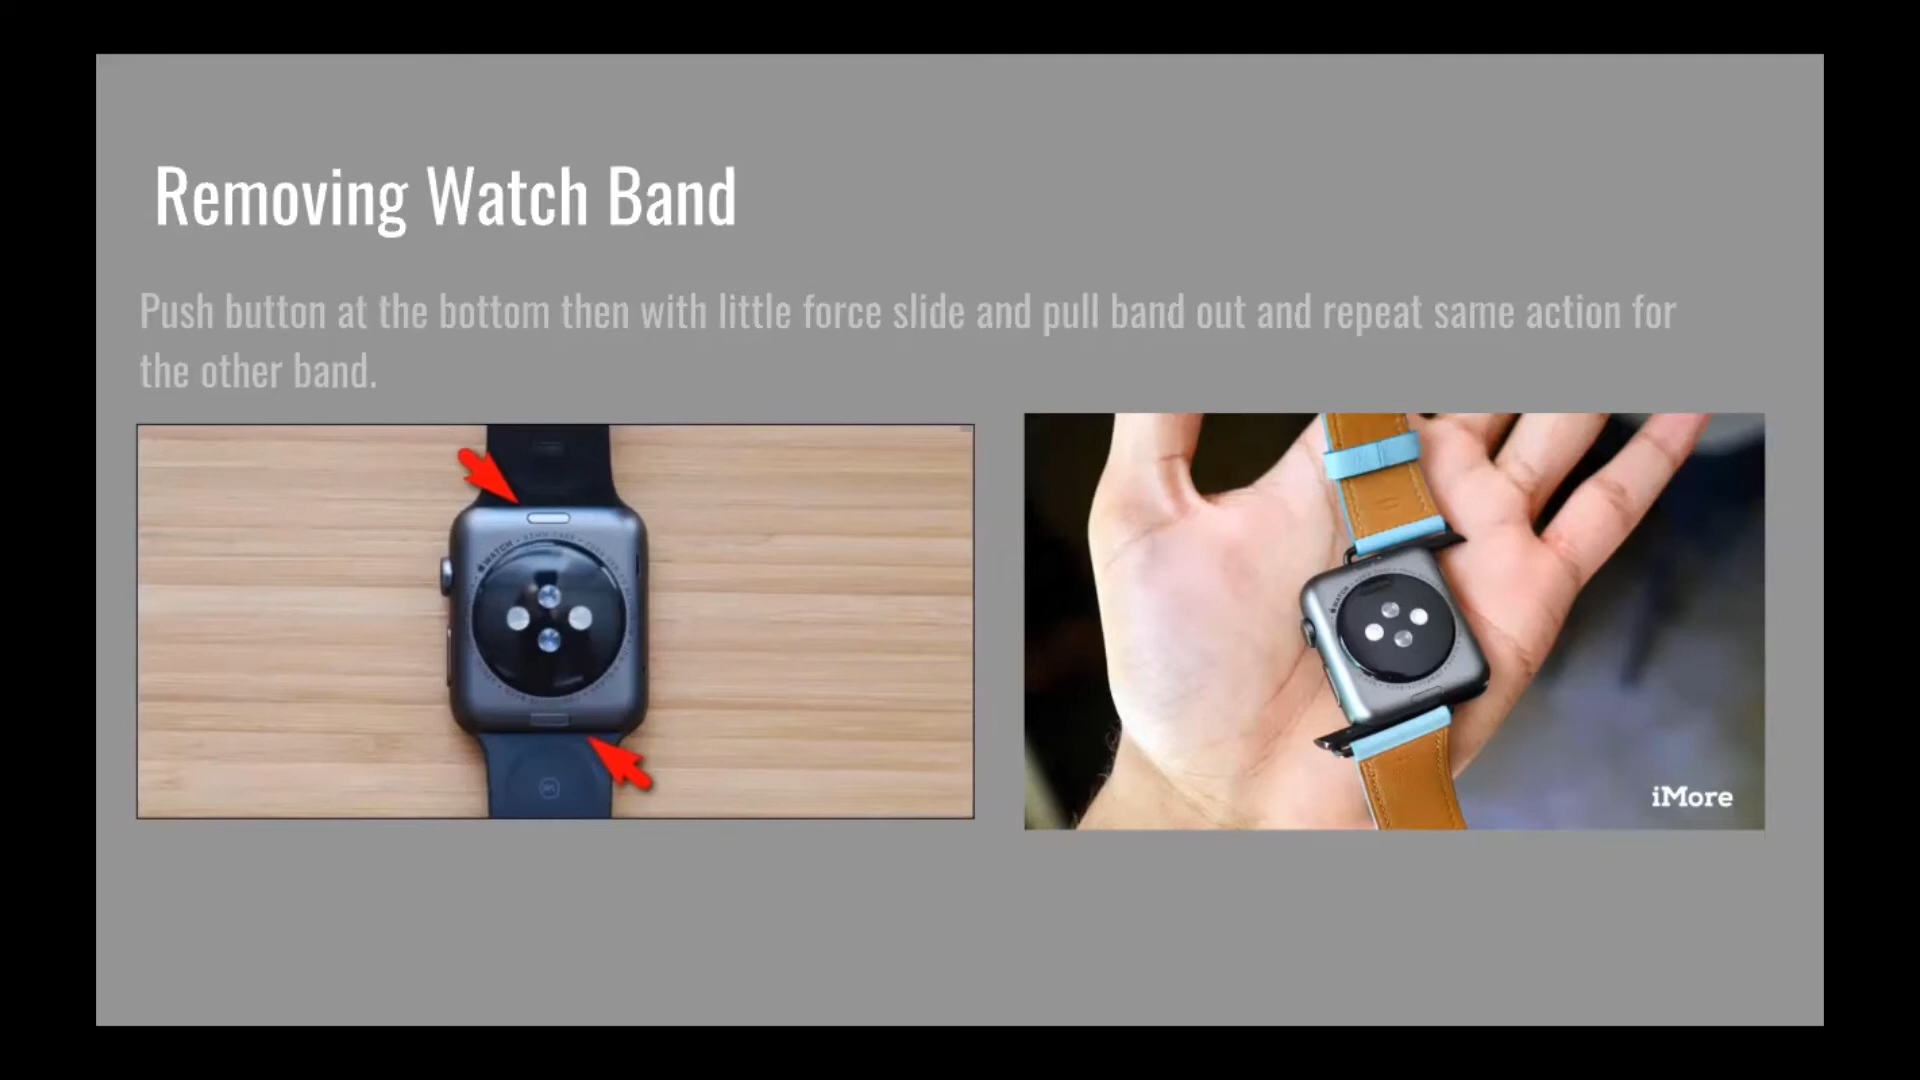 Removing Watch Band
Push button at the bottom then with little force slide and pull band out and repeat same action for
the other band.
WATCH
iMore